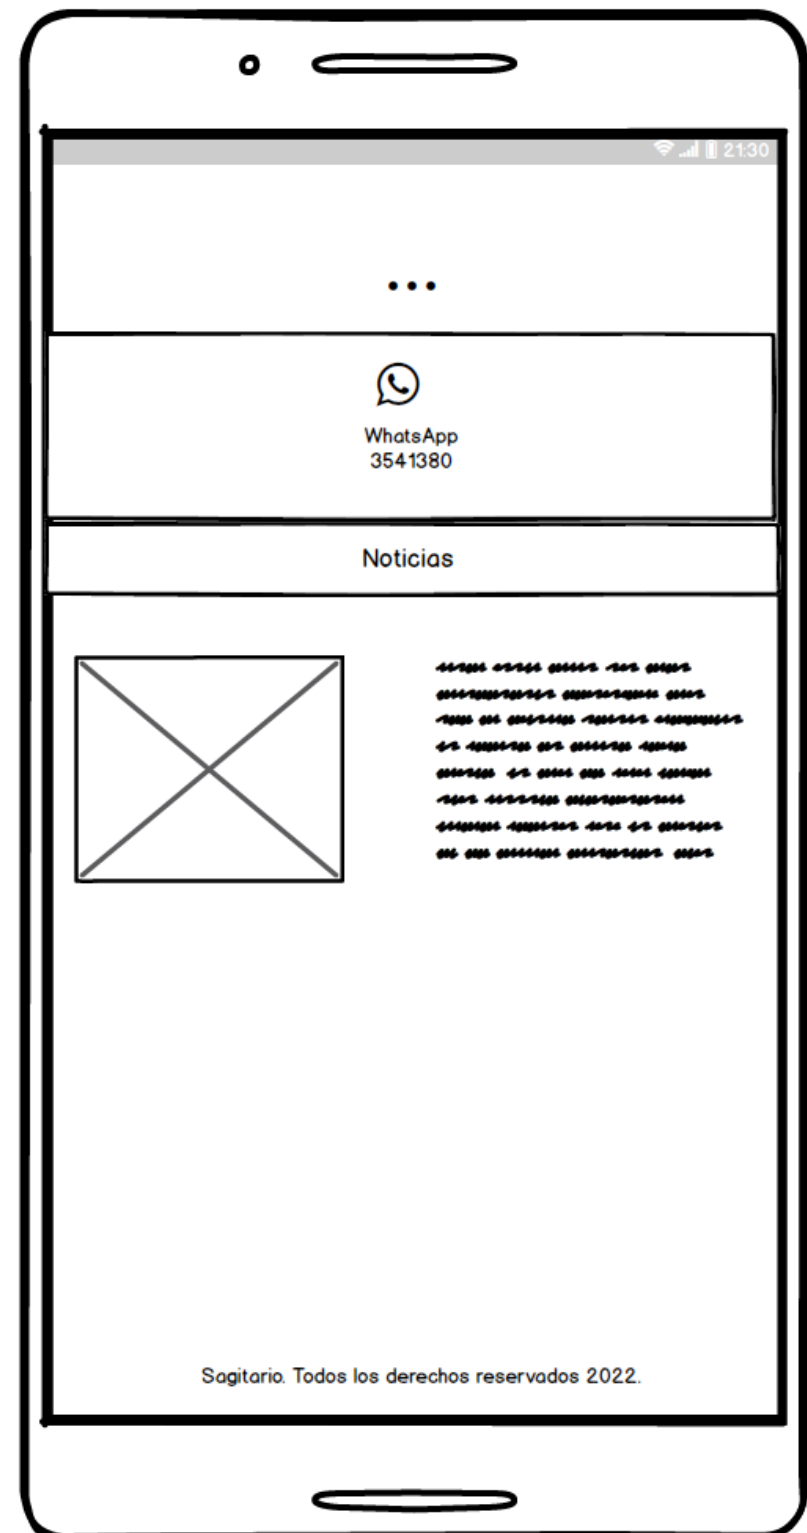 21:30
WhatsApp
3541380
Noticias
Sagitario. Todos los derechos reservados 2022.